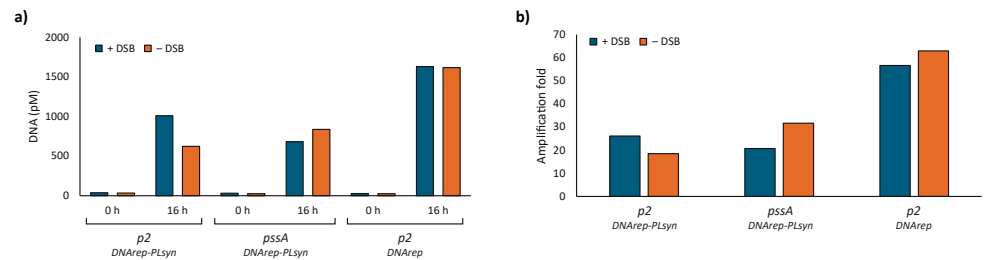 a)
+ DSB – DSB
DNA (pM)
2000
1500
1000
500
0
0 h 16 h 0 h 16 h 0 h 16 h
p2 pssA p2
DNArep-PLsyn DNArep-PLsyn DNArep
b)
+ DSB – DSB
Amplification fold
70
60
50
40
30
20
10
0
p2 pssA p2
DNArep-PLsyn DNArep-PLsyn DNArep